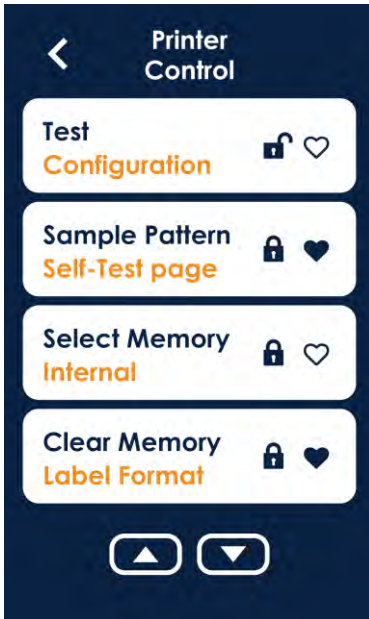 Printer
Control
Test
Configuration
Sample Pattern
Self-Test page
Select Memory
Internal
Clear Memory
Label Format